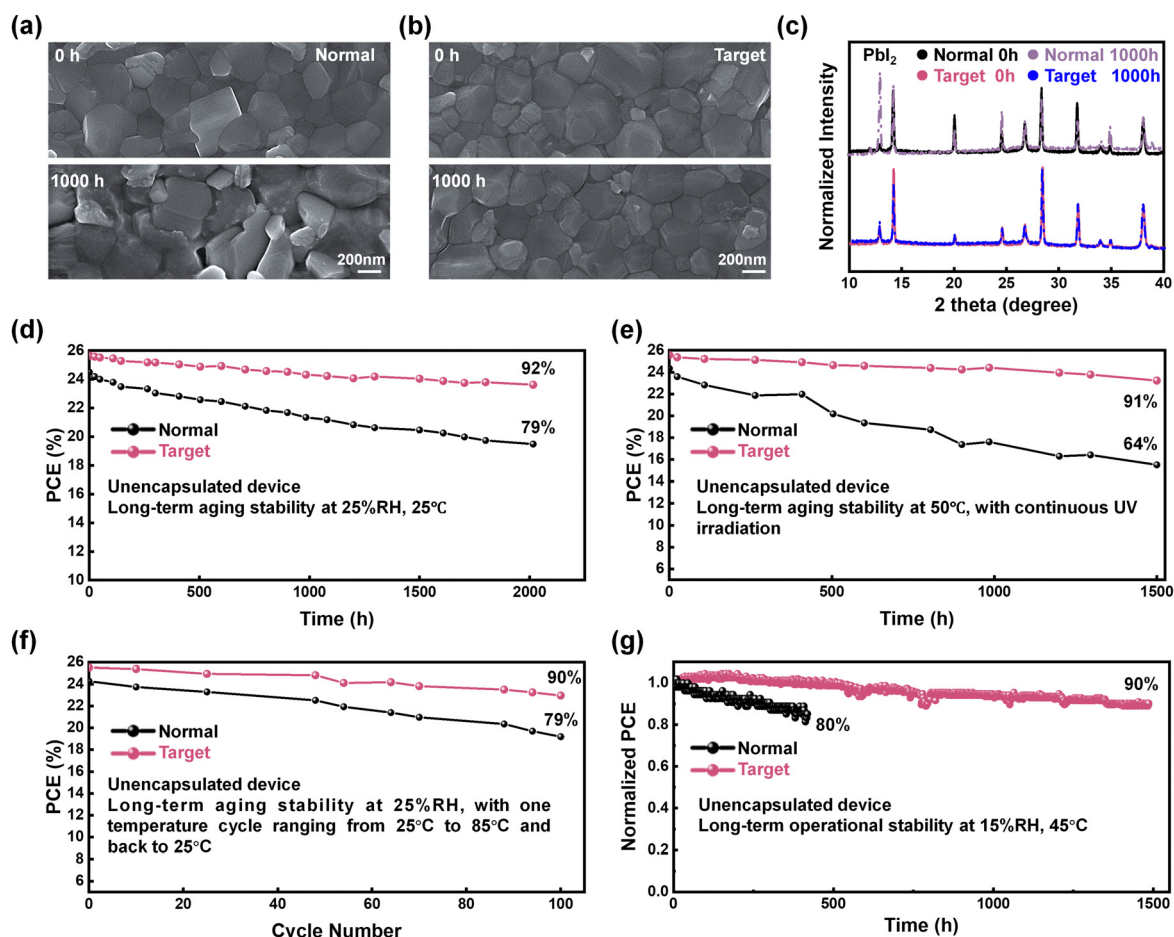 (a)
0 h
Normal
1000 h
200nm
(b)
0 h
Target
1000 h
200nm
(c)
PbI₂
Normal 0h
Normal 1000h
Target 0h
Target 1000h
Normalized Intensity
10 15 20 25 30 35 40
2 theta (degree)
(d)
26
24
22
20
18
16
14
12
10
PCE (%)
92%
79%
Normal
Target
Unencapsulated device
Long-term aging stability at 25%RH, 25℃
0 500 1000 1500 2000
Time (h)
(e)
26
24
22
20
18
16
14
12
10
8
6
PCE (%)
91%
64%
Normal
Target
Unencapsulated device
Long-term aging stability at 50℃, with continuous UV
irradiation
0 500 1000 1500
Time (h)
(f)
26
24
22
20
18
16
14
12
10
8
PCE (%)
90%
79%
Normal
Target
Unencapsulated device
Long-term aging stability at 25%RH, with one
temperature cycle ranging from 25°C to 85°C and
back to 25°C
0 20 40 60 80 100
Cycle Number
(g)
1.0
0.8
0.6
0.4
0.2
0.0
Normalized PCE
90%
80%
Normal
Target
Unencapsulated device
Long-term operational stability at 15%RH, 45°C
0 500 1000 1500
Time (h)